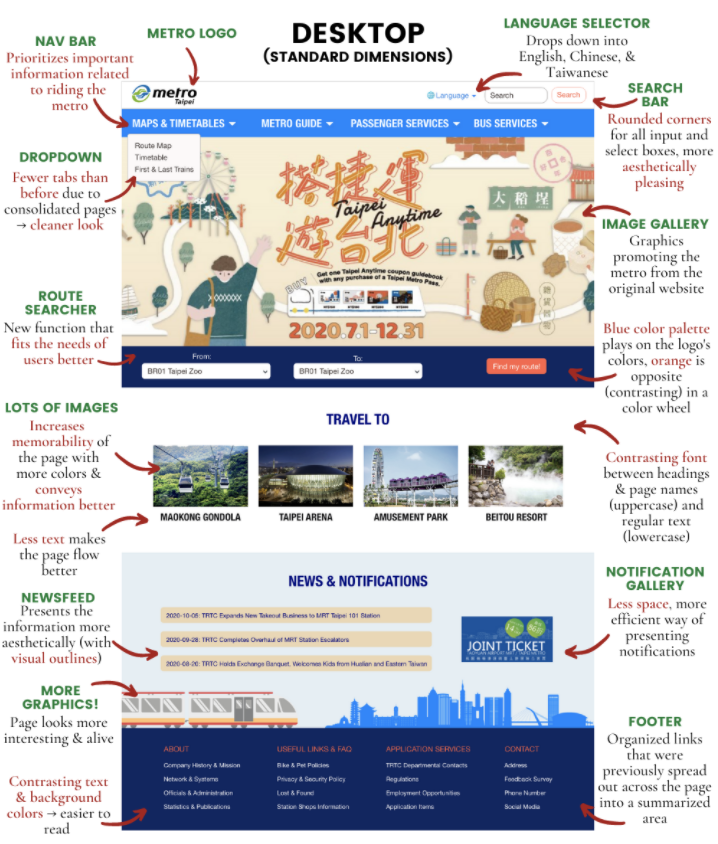 DESKTOP
(STANDARD DIMENSIONS)
NAV BAR
Prioritizes important
information related
to riding the
metro
METRO LOGO
LANGUAGE SELECTOR
Drops down into
English, Chinese, &
Taiwanese
metro
Taipei
Language
Search
Search
SEARCH
BAR
Rounded corners
for all input and
select boxes, more
aesthetically
pleasing
MAPS & TIMETABLES
METRO GUIDE
PASSENGER SERVICES
BUS SERVICES
Route Map
Timetable
First & Last Trains
DROPDOWN
Fewer tabs than
before due to
consolidated pages
→ cleaner look
搭捷運
遊台北
Taipei
Anytime
大稻埕
Get one Taipei Anytime coupon guidebook
with any purchase of a Taipei Metro Pass.
BUY
2020.7.1-12.31
IMAGE GALLERY
Graphics
promoting the
metro from the
original website
ROUTE
SEARCHER
New function that
fits the needs of
users better
From:
BR01 Taipei Zoo
To:
BR01 Taipei Zoo
Find my route!
Blue color palette
plays on the logo's
colors, orange is
opposite
(contrasting) in a
color wheel
LOTS OF IMAGES
Increases
memorability of
the page with
more colors &
conveys
information better
Less text makes
the page flow
better
TRAVEL TO
MAOKONG GONDOLA
TAIPEI ARENA
AMUSEMENT PARK
BEITOU RESORT
Contrasting font
between headings
& page names
(uppercase) and
regular text
(lowercase)
NEWS & NOTIFICATIONS
NEWSFEED
Presents the
information more
aesthetically (with
visual outlines)
2020-10-05: TRTC Expands New Takeout Business to MRT Taipei 101 Station
2020-09-28: TRTC Completes Overhaul of MRT Station Escalators
2020-08-26: TRTC Holds Exchange Banquet, Welcomes Kids from Hualien and Eastern Taiwan
JOINT TICKET
NOTIFICATION
GALLERY
Less space, more
efficient way of
presenting
notifications
MORE
GRAPHICS!
Page looks more
interesting & alive
Contrasting text
& background
colors → easier to
read
ABOUT
Company History & Mission
Network & Systems
Officials & Administration
Statistics & Publications
USEFUL LINKS & FAQ
Bike & Pet Policies
Privacy & Security Policy
Lost & Found
Station Shops Information
APPLICATION SERVICES
TRTC Departmental Contacts
Regulations
Employment Opportunities
Application Items
CONTACT
Address
Feedback Survey
Phone Number
Social Media
FOOTER
Organized links
that were
previously spread
out across the page
into a summarized
area